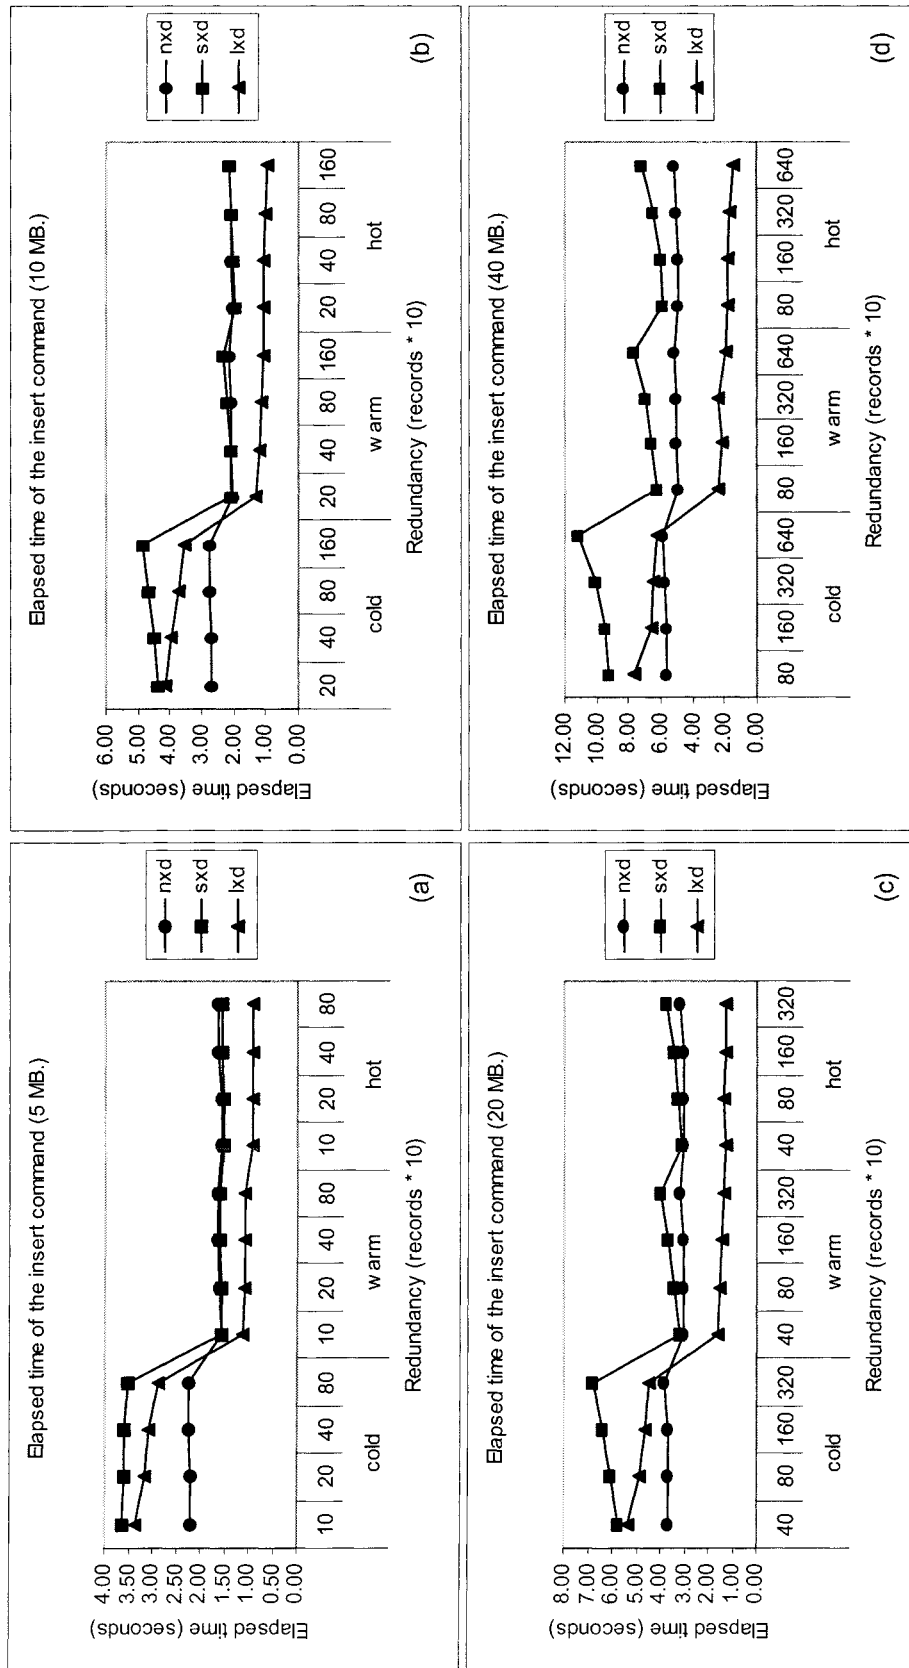 Elapsed time of the insert command (5 MB.)
Elapsed time (seconds)
4.00
3.50
3.00
2.50
2.00
1.50
1.00
0.50
0.00
10 20 40 80 10 20 40 80 10 20 40 80
cold warm hot
Redundancy (records * 10)
nxd
sxd
lxd
(a)
Elapsed time of the insert command (10 MB.)
Elapsed time (seconds)
6.00
5.00
4.00
3.00
2.00
1.00
0.00
20 40 80 160 20 40 80 160 20 40 80 160
cold warm hot
Redundancy (records * 10)
nxd
sxd
lxd
(b)
Elapsed time of the insert command (20 MB.)
Elapsed time (seconds)
8.00
7.00
6.00
5.00
4.00
3.00
2.00
1.00
0.00
40 80 160 320 40 80 160 320 40 80 160 320
cold warm hot
Redundancy (records * 10)
nxd
sxd
lxd
(c)
Elapsed time of the insert command (40 MB.)
Elapsed time (seconds)
12.00
10.00
8.00
6.00
4.00
2.00
0.00
80 160 320 640 80 160 320 640 80 160 320 640
cold warm hot
Redundancy (records * 10)
nxd
sxd
lxd
(d)